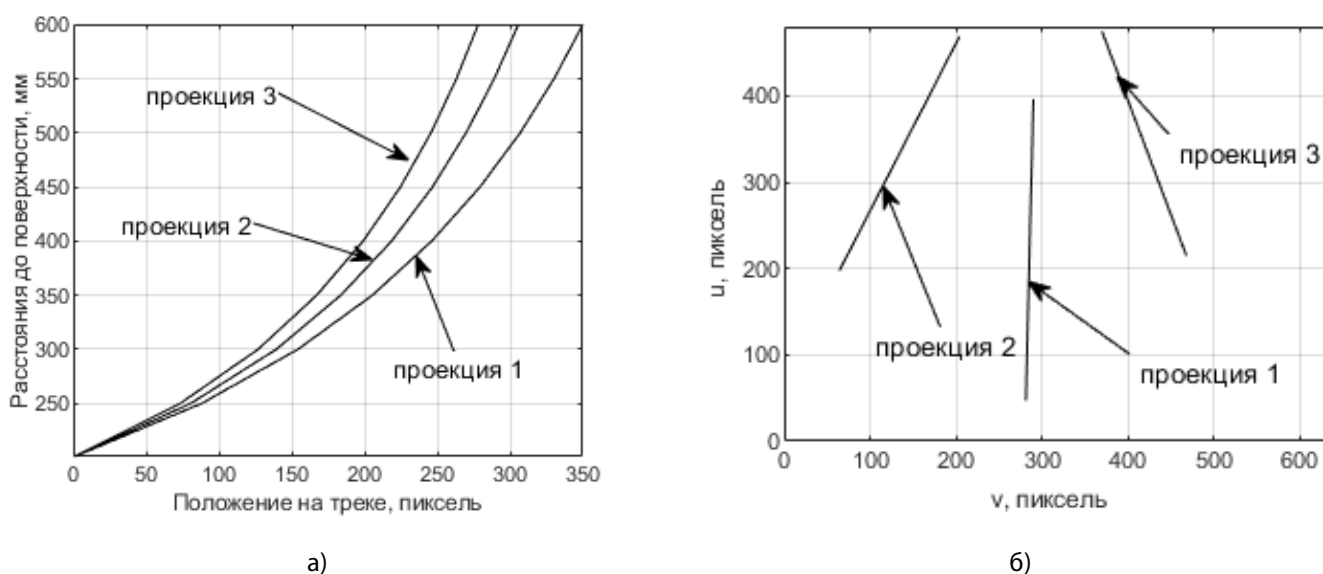 600
550
500
450
400
350
300
250
0
50
100
150
200
250
300
350
Расстояния до поверхности, мм
Положение на треке, пиксель
проекция 3
проекция 2
проекция 1
а)
400
300
200
100
0
0
100
200
300
400
500
600
u, пиксель
v, пиксель
проекция 3
проекция 2
проекция 1
б)